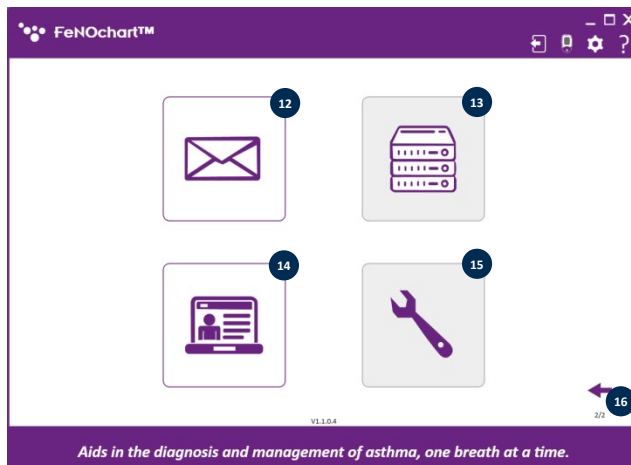 FeNOchart™
?
12
13
14
15
16
2/2
V1.1.0.4
Aids in the diagnosis and management of asthma, one breath at a time.